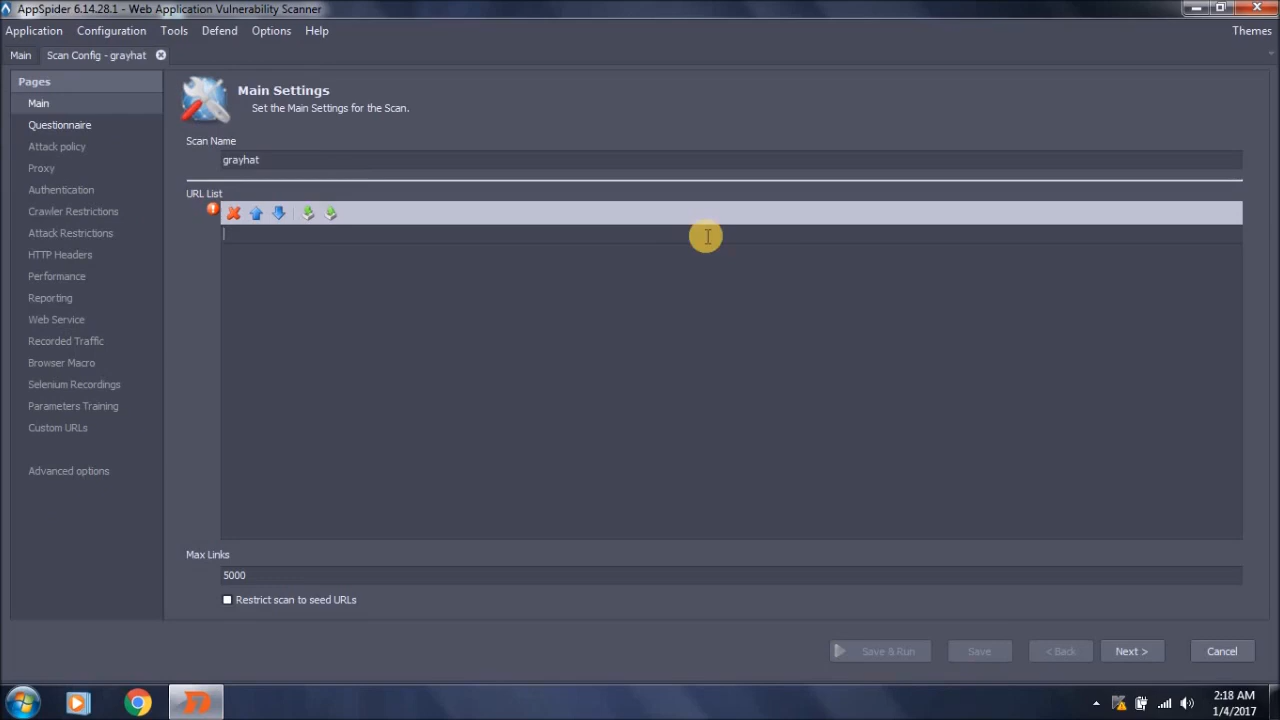 AppSpider 6.14.28.1 - Web Application Vulnerability Scanner
Application Configuration Tools Defend Options Help Themes
Main Scan Config - grayhat
Pages
Main
Questionnaire
Attack policy
Proxy
Authentication
Crawler Restrictions
Attack Restrictions
HTTP Headers
Performance
Reporting
Web Service
Recorded Traffic
Browser Macro
Selenium Recordings
Parameters Training
Custom URLs
Advanced options
Main Settings
Set the Main Settings for the Scan.
Scan Name
grayhat
URL List
Max Links
5000
Restrict scan to seed URLs
Save & Run Save < Back Next > Cancel
2:18 AM
1/4/2017